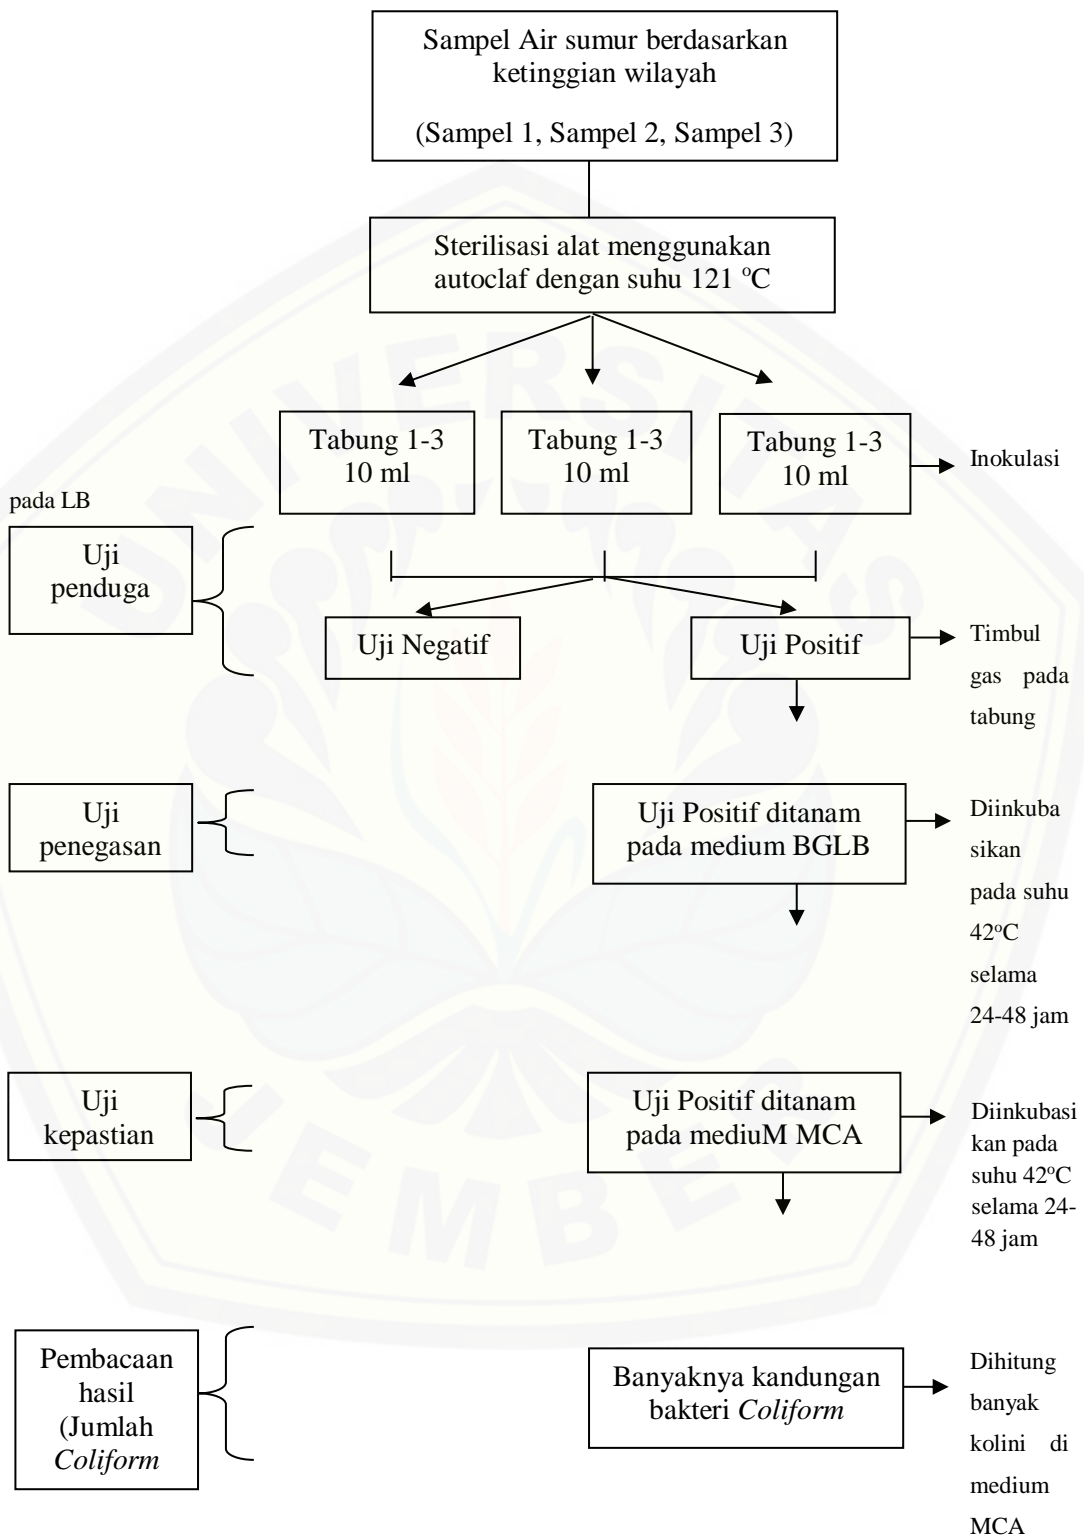 Sampel Air sumur berdasarkan
ketinggian wilayah
(Sampel 1, Sampel 2, Sampel 3)
Sterilisasi alat menggunakan
autoclaf dengan suhu 121 °C
Tabung 1-3
10 ml
Tabung 1-3
10 ml
Tabung 1-3
10 ml
Inokulasi
pada LB
Uji
penduga
Uji Negatif
Uji Positif
Timbul
gas pada
tabung
Uji
penegasan
Uji Positif ditanam
pada medium BGLB
Diinkuba
sikan
pada suhu
42°C
selama
24-48 jam
Uji
kepastian
Uji Positif ditanam
pada mediuM MCA
Diinkubasi
kan pada
suhu 42°C
selama 24-
48 jam
Pembacaan
hasil
(Jumlah
Coliform
Banyaknya kandungan
bakteri Coliform
Dihitung
banyak
kolini di
medium
MCA
UNIVERSITAS
JEMBER